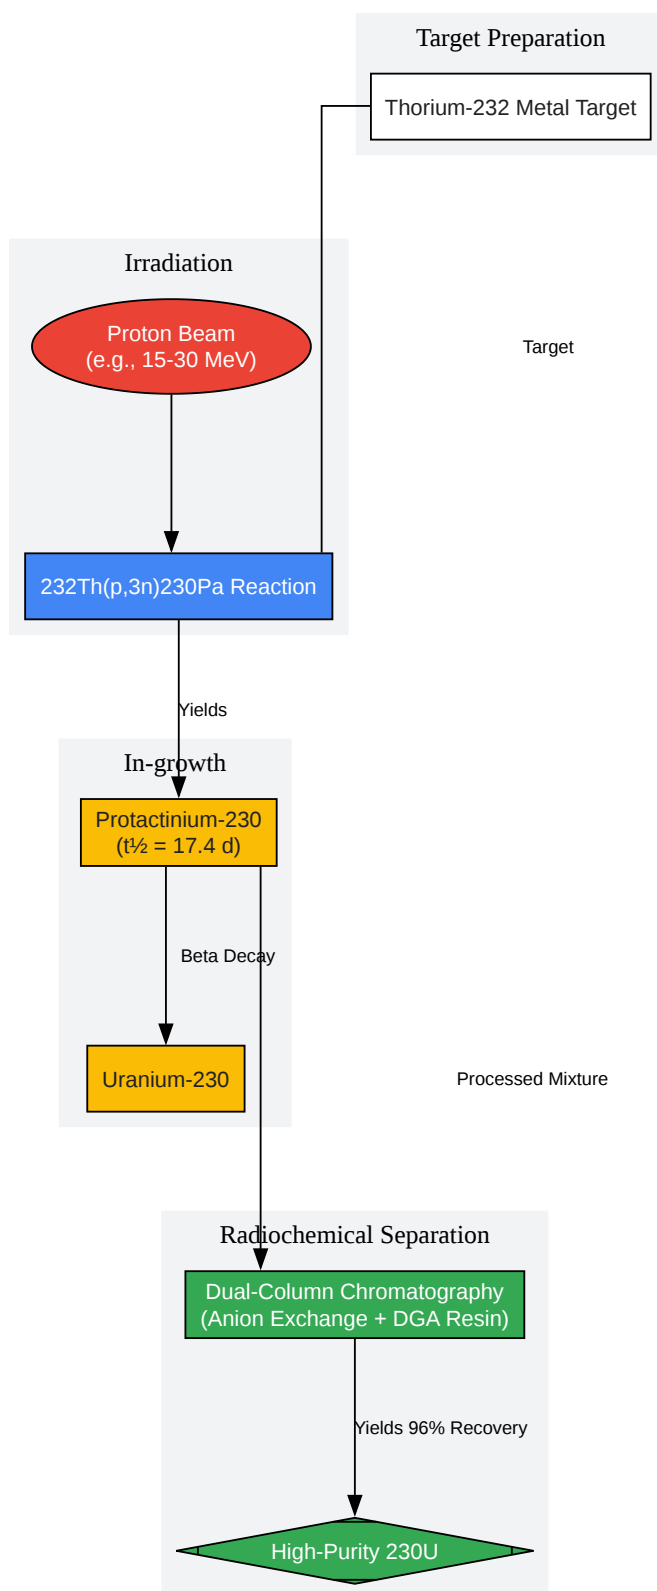 Target Preparation
Thorium-232 Metal Target
Irradiation
Proton Beam
(e.g., 15-30 MeV)
Target
232Th(p,3n)230Pa Reaction
Yields
In-growth
Protactinium-230
(t½ = 17.4 d)
Beta Decay
Uranium-230
Processed Mixture
Radiochemical Separation
Dual-Column Chromatography
(Anion Exchange + DGA Resin)
Yields 96% Recovery
High-Purity 230U